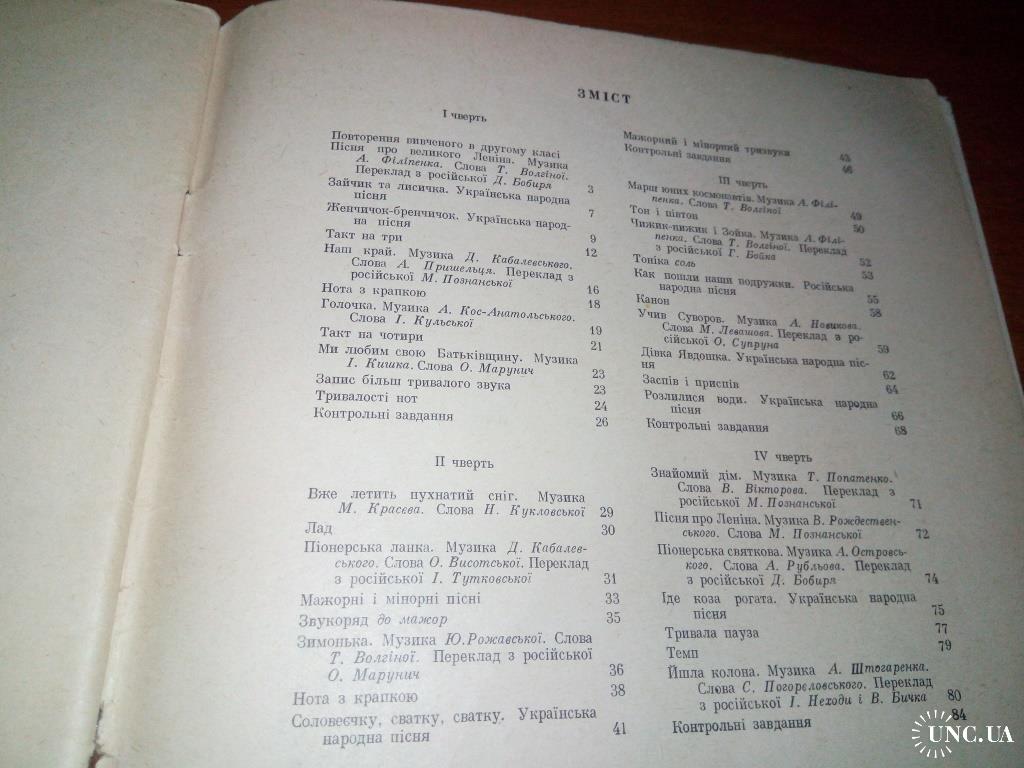 ЗМІСТ
І чверть
Повторення вивченого в другому класі
Пісня про великого Леніна. Музика
А. Філіпенка. Слова Т. Волгіної.
Переклад з російської Д. Бобиря 3
Зайчик та лисичка. Українська народна
пісня 7
Женчичок-бренчичок. Українська народ-
на пісня 9
Такт на три 12
Наш край. Музика Д. Кабалевського.
Слова А. Пришельця. Переклад з
російської М. Познанської 16
Нота з крапкою 18
Голочка. Музика А. Кос-Анатольського.
Слова І. Кульської 19
Такт на чотири 21
Ми любим свою Батьківщину. Музика
І. Кишка. Слова О. Марунич 23
Запис більш тривалого звука 23
Тривалості нот 24
Контрольні завдання 26
ІІ чверть
Вже летить пухнатий сніг. Музика
М. Красєва. Слова Н. Кукловської 29
Лад 30
Піонерська ланка. Музика Д. Кабалев-
ського. Слова О. Висотської. Переклад
з російської І. Тутковської 31
Мажорні і мінорні пісні 33
Звукоряд до мажор 35
Зимонька. Музика Ю. Рожавської. Слова
Т. Волгіної. Переклад з російської
О. Марунич 36
Нота з крапкою 38
Соловеєчку, сватку, сватку. Українська
народна пісня 41
Мажорний і мінорний тризвуки 43
Контрольні завдання 46
ІІІ чверть
Марш юних космонавтів. Музика А. Філі-
пенка. Слова Т. Волгіної 49
Тон і півтон 50
Чижик-пижик і Зойка. Музика А. Філі-
пенка. Слова Т. Волгіної. Переклад
з російської Г. Бойка 52
Тоніка соль 53
Как пошли наши подружки. Російська
народна пісня 55
Канон 58
Учив Суворов. Музика А. Новикова.
Слова М. Левашова. Переклад з ро-
сійської О. Супруна 59
Дівка Явдошка. Українська народна піс-
ня 62
Заспів і приспів 64
Розлилися води. Українська народна
пісня 66
Контрольні завдання 68
IV чверть
Знайомий дім. Музика Т. Попатенко.
Слова В. Вікторова. Переклад з
російської М. Познанської 71
Пісня про Леніна. Музика В. Рождествен-
ського. Слова М. Познанської 72
Піонерська святкова. Музика А. Островсь-
кого. Слова А. Рубльова. Переклад
з російської Д. Бобиря 74
Іде коза рогата. Українська народна
пісня 75
Тривала пауза 77
Темп 79
Йшла колона. Музика А. Штогаренка.
Слова С. Погореловського. Переклад
з російської І. Неходи і В. Бичка 80
Контрольні завдання 84
UNC.UA